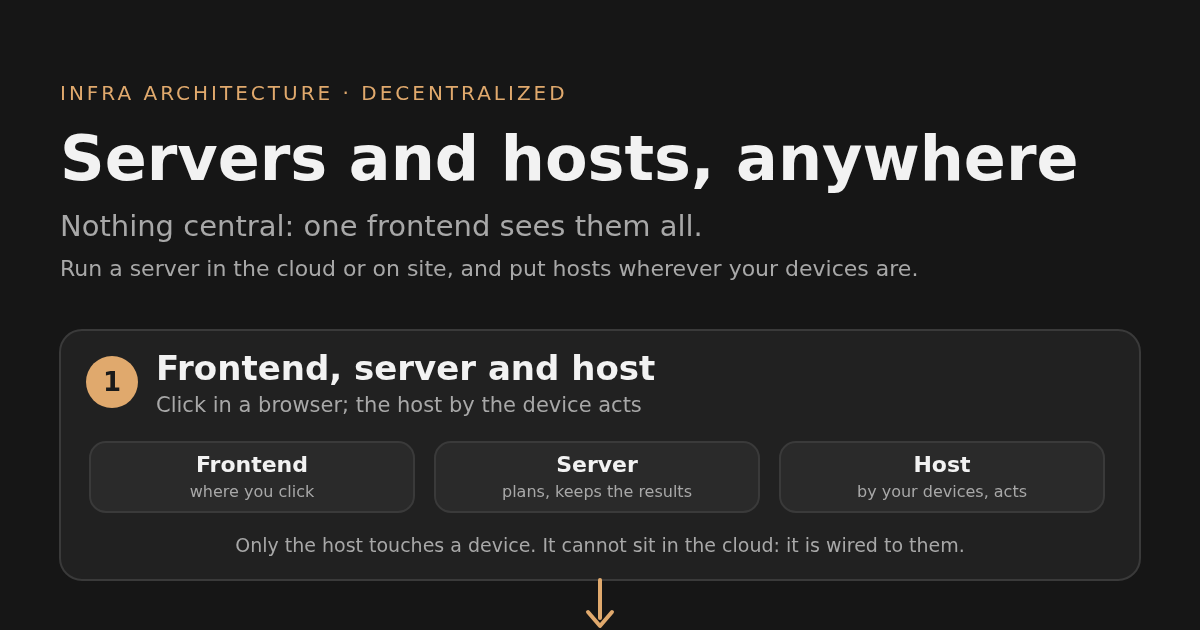 INFRA ARCHITECTURE · DECENTRALIZED
Servers and hosts, anywhere
Nothing central: one frontend sees them all.
Run a server in the cloud or on site, and put hosts wherever your devices are.
1
Frontend, server and host
Click in a browser; the host by the device acts
Frontend
where you click
Server
plans, keeps the results
Host
by your devices, acts
Only the host touches a device. It cannot sit in the cloud: it is wired to them.